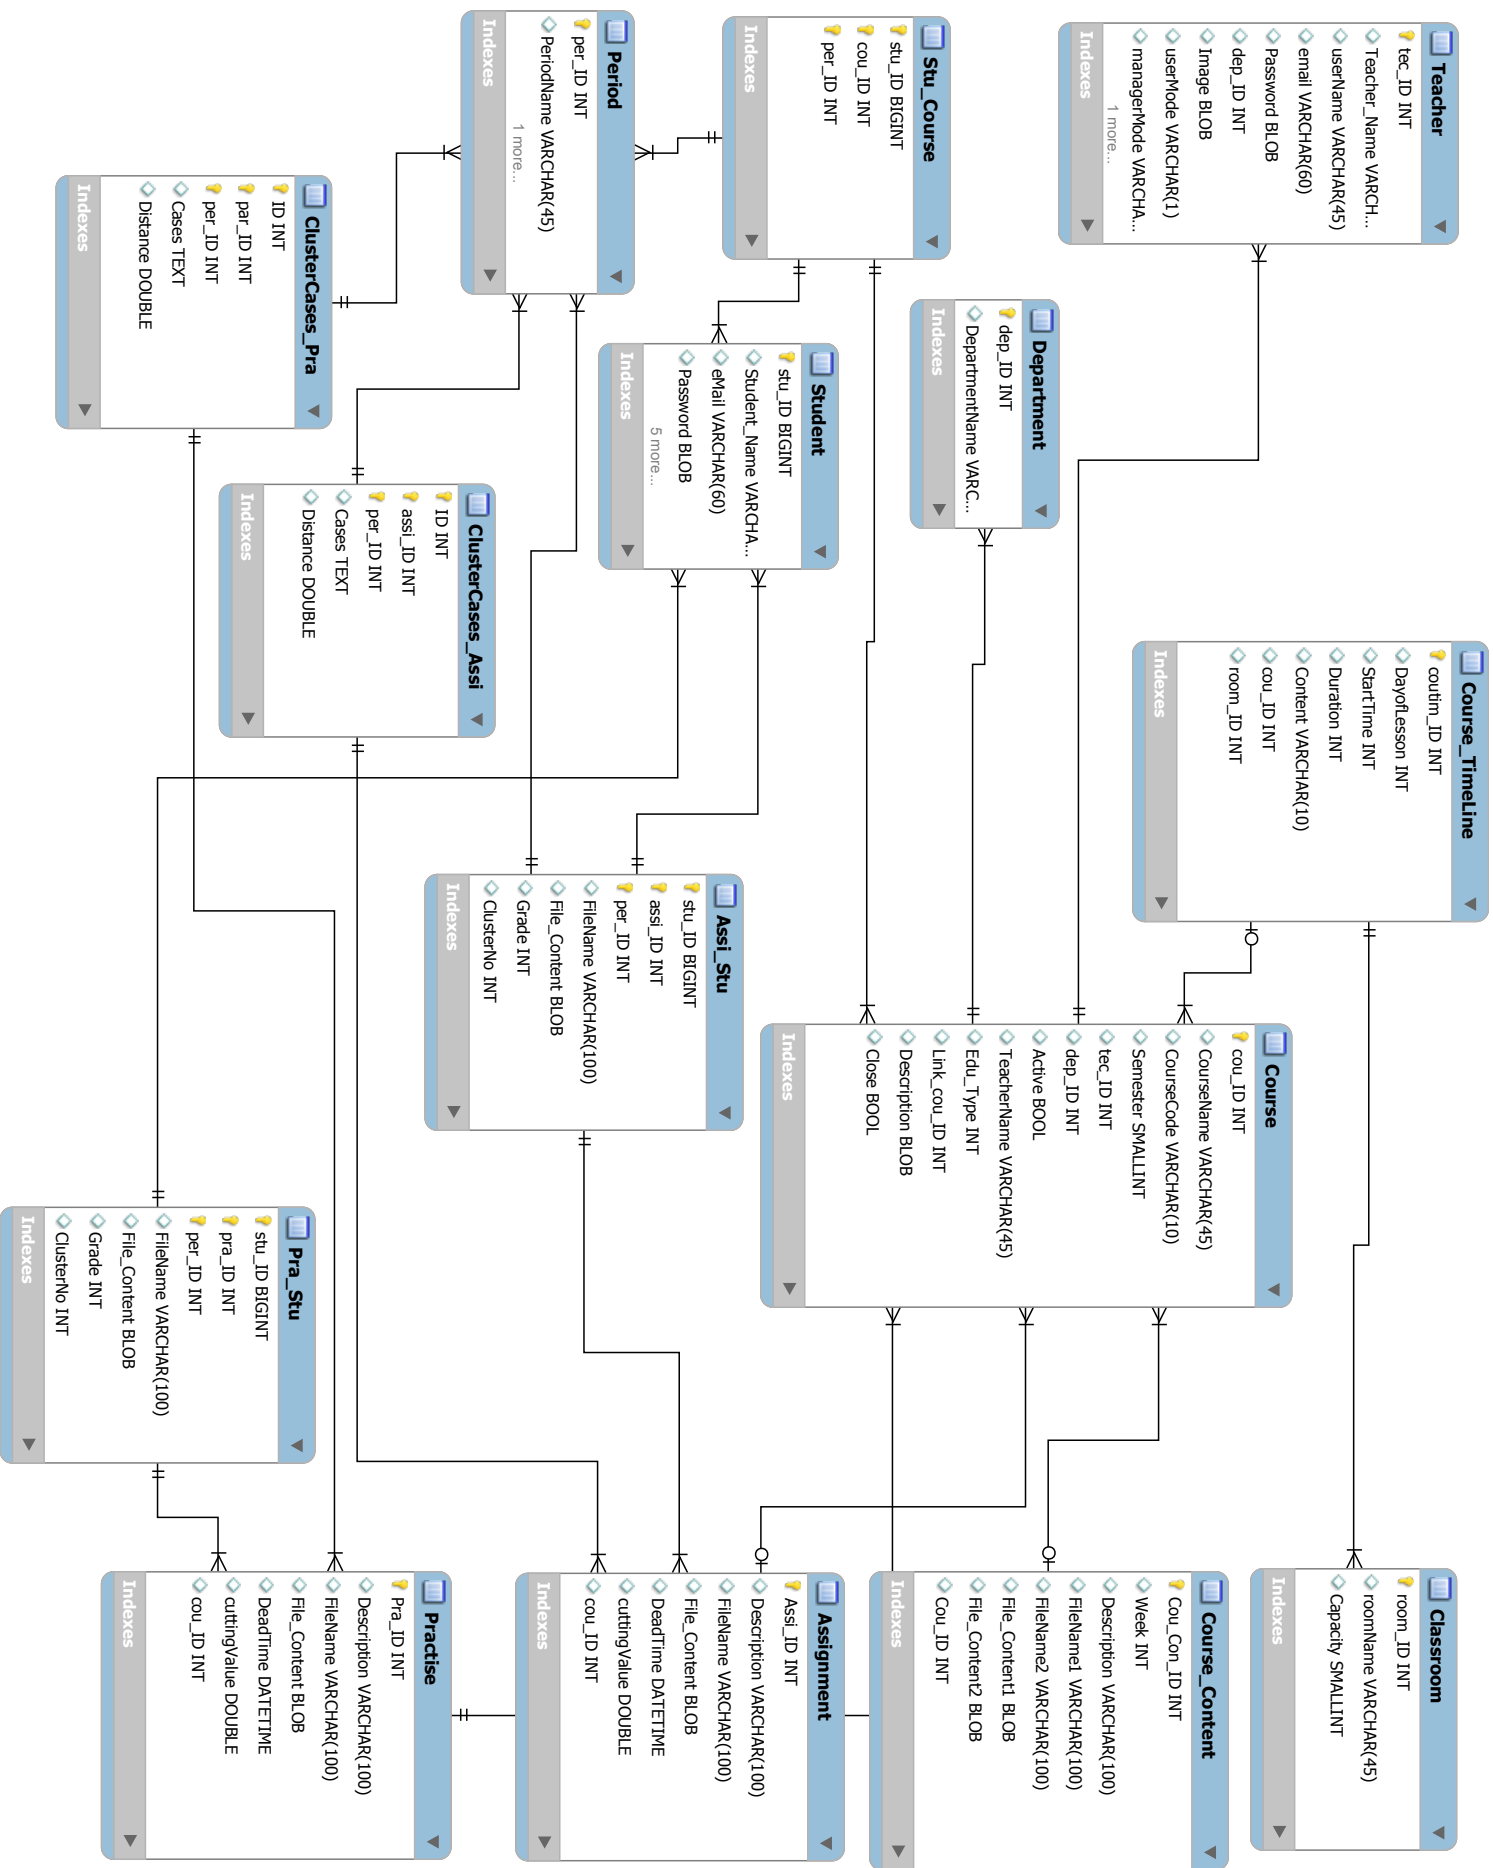 Teacher
tec_ID INT
Teacher_Name VARCH...
userName VARCHAR(45)
email VARCHAR(60)
Password BLOB
dep_ID INT
Image BLOB
userMode VARCHAR(1)
managerMode VARCHA...
1 more...
Indexes
Course_TimeLine
coutim_ID INT
DayofLesson INT
StartTime INT
Duration INT
Content VARCHAR(10)
cou_ID INT
room_ID INT
Indexes
Classroom
room_ID INT
roomName VARCHAR(45)
Capacity SMALLINT
Indexes
Stu_Course
stu_ID BIGINT
cou_ID INT
per_ID INT
Indexes
Department
dep_ID INT
DepartmentName VARC...
Indexes
Course
cou_ID INT
CourseName VARCHAR(45)
CourseCode VARCHAR(10)
Semester SMALLINT
tec_ID INT
dep_ID INT
Active BOOL
TeacherName VARCHAR(45)
Edu_Type INT
Link_cou_ID INT
Description BLOB
Close BOOL
Indexes
Course_Content
Cou_Con_ID INT
Week INT
Description VARCHAR(100)
FileName1 VARCHAR(100)
FileName2 VARCHAR(100)
File_Content1 BLOB
File_Content2 BLOB
Cou_ID INT
Indexes
Period
per_ID INT
PeriodName VARCHAR(45)
1 more...
Indexes
Student
stu_ID BIGINT
Student_Name VARCHA...
eMail VARCHAR(60)
Password BLOB
5 more...
Indexes
Assi_Stu
stu_ID BIGINT
assi_ID INT
per_ID INT
FileName VARCHAR(100)
File_Content BLOB
Grade INT
ClusterNo INT
Indexes
Assignment
Assi_ID INT
Description VARCHAR(100)
FileName VARCHAR(100)
File_Content BLOB
DeadTime DATETIME
cuttingValue DOUBLE
cou_ID INT
Indexes
ClusterCases_Pra
ID INT
par_ID INT
per_ID INT
Cases TEXT
Distance DOUBLE
Indexes
ClusterCases_Assi
ID INT
assi_ID INT
per_ID INT
Cases TEXT
Distance DOUBLE
Indexes
Pra_Stu
stu_ID BIGINT
pra_ID INT
per_ID INT
FileName VARCHAR(100)
File_Content BLOB
Grade INT
ClusterNo INT
Indexes
Practise
Pra_ID INT
Description VARCHAR(100)
FileName VARCHAR(100)
File_Content BLOB
DeadTime DATETIME
cuttingValue DOUBLE
cou_ID INT
Indexes